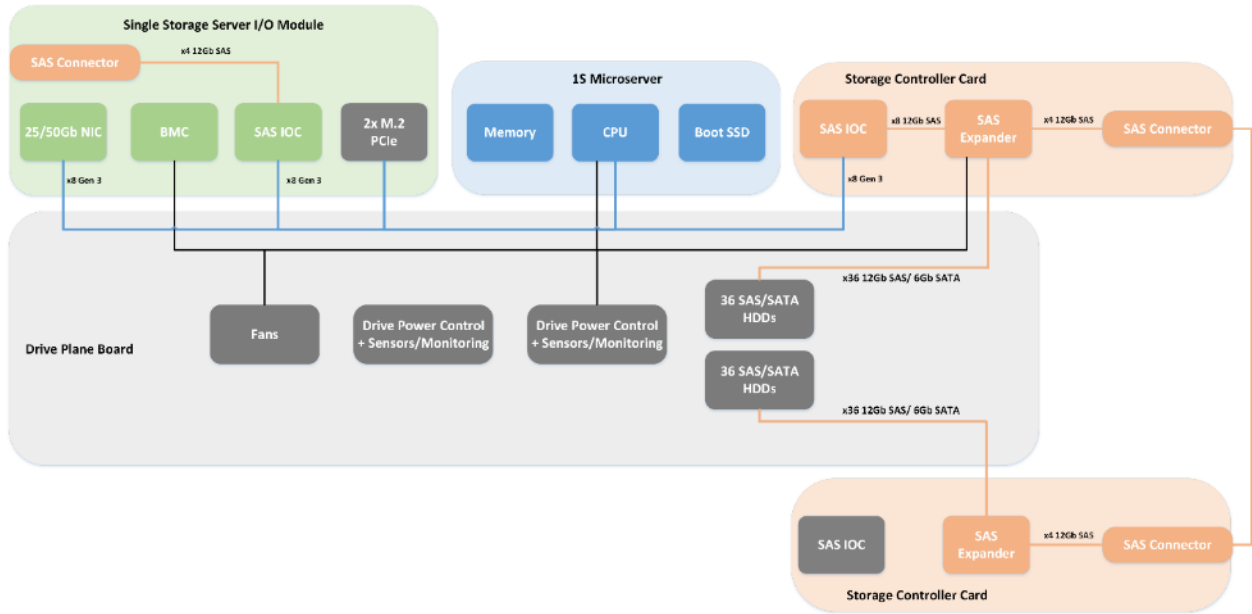 Single Storage Server I/O Module
x4 12Gb SAS
SAS Connector
25/50Gb NIC
BMC
SAS IOC
2x M.2
PCIe
x8 Gen 3
x8 Gen 3
1S Microserver
Memory
CPU
Boot SSD
Storage Controller Card
SAS IOC
x8 12Gb SAS
SAS
Expander
x4 12Gb SAS
SAS Connector
x8 Gen 3
x36 12Gb SAS/ 6Gb SATA
36 SAS/SATA
HDDs
Fans
Drive Power Control
+ Sensors/Monitoring
Drive Power Control
+ Sensors/Monitoring
Drive Plane Board
36 SAS/SATA
HDDs
x36 12Gb SAS/ 6Gb SATA
SAS IOC
SAS
Expander
x4 12Gb SAS
SAS Connector
Storage Controller Card